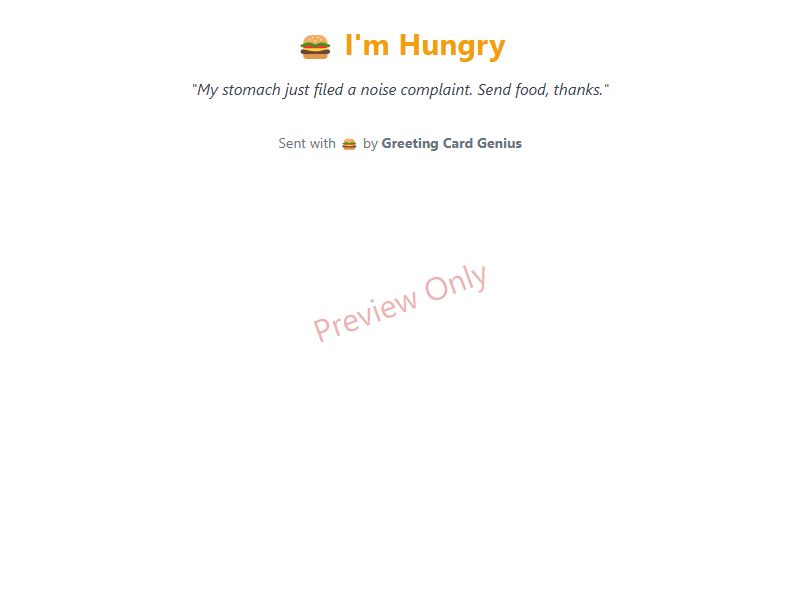 🍔 I'm Hungry
"My stomach just filed a noise complaint. Send food, thanks."
Sent with 🍔 by Greeting Card Genius
Preview Only